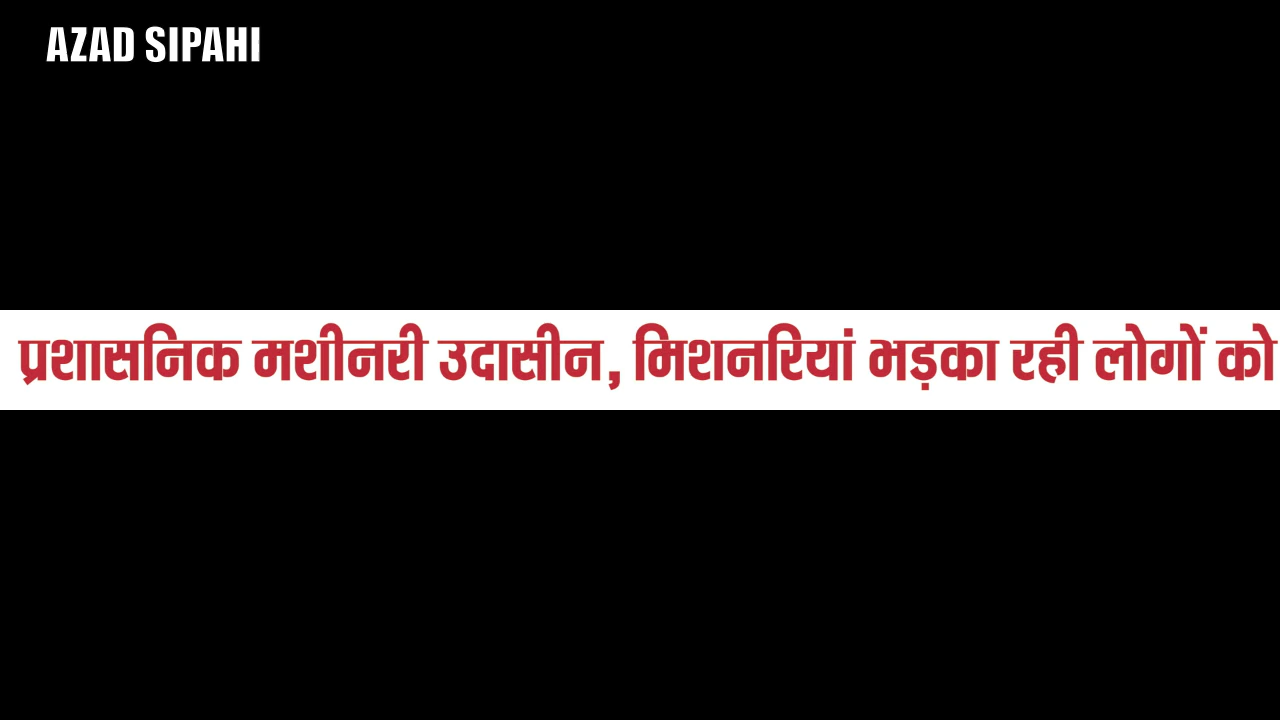 AZAD SIPAHI
प्रशासनिक मशीनरी उदासीन, मिशनरियां भड़का रही लोगों को